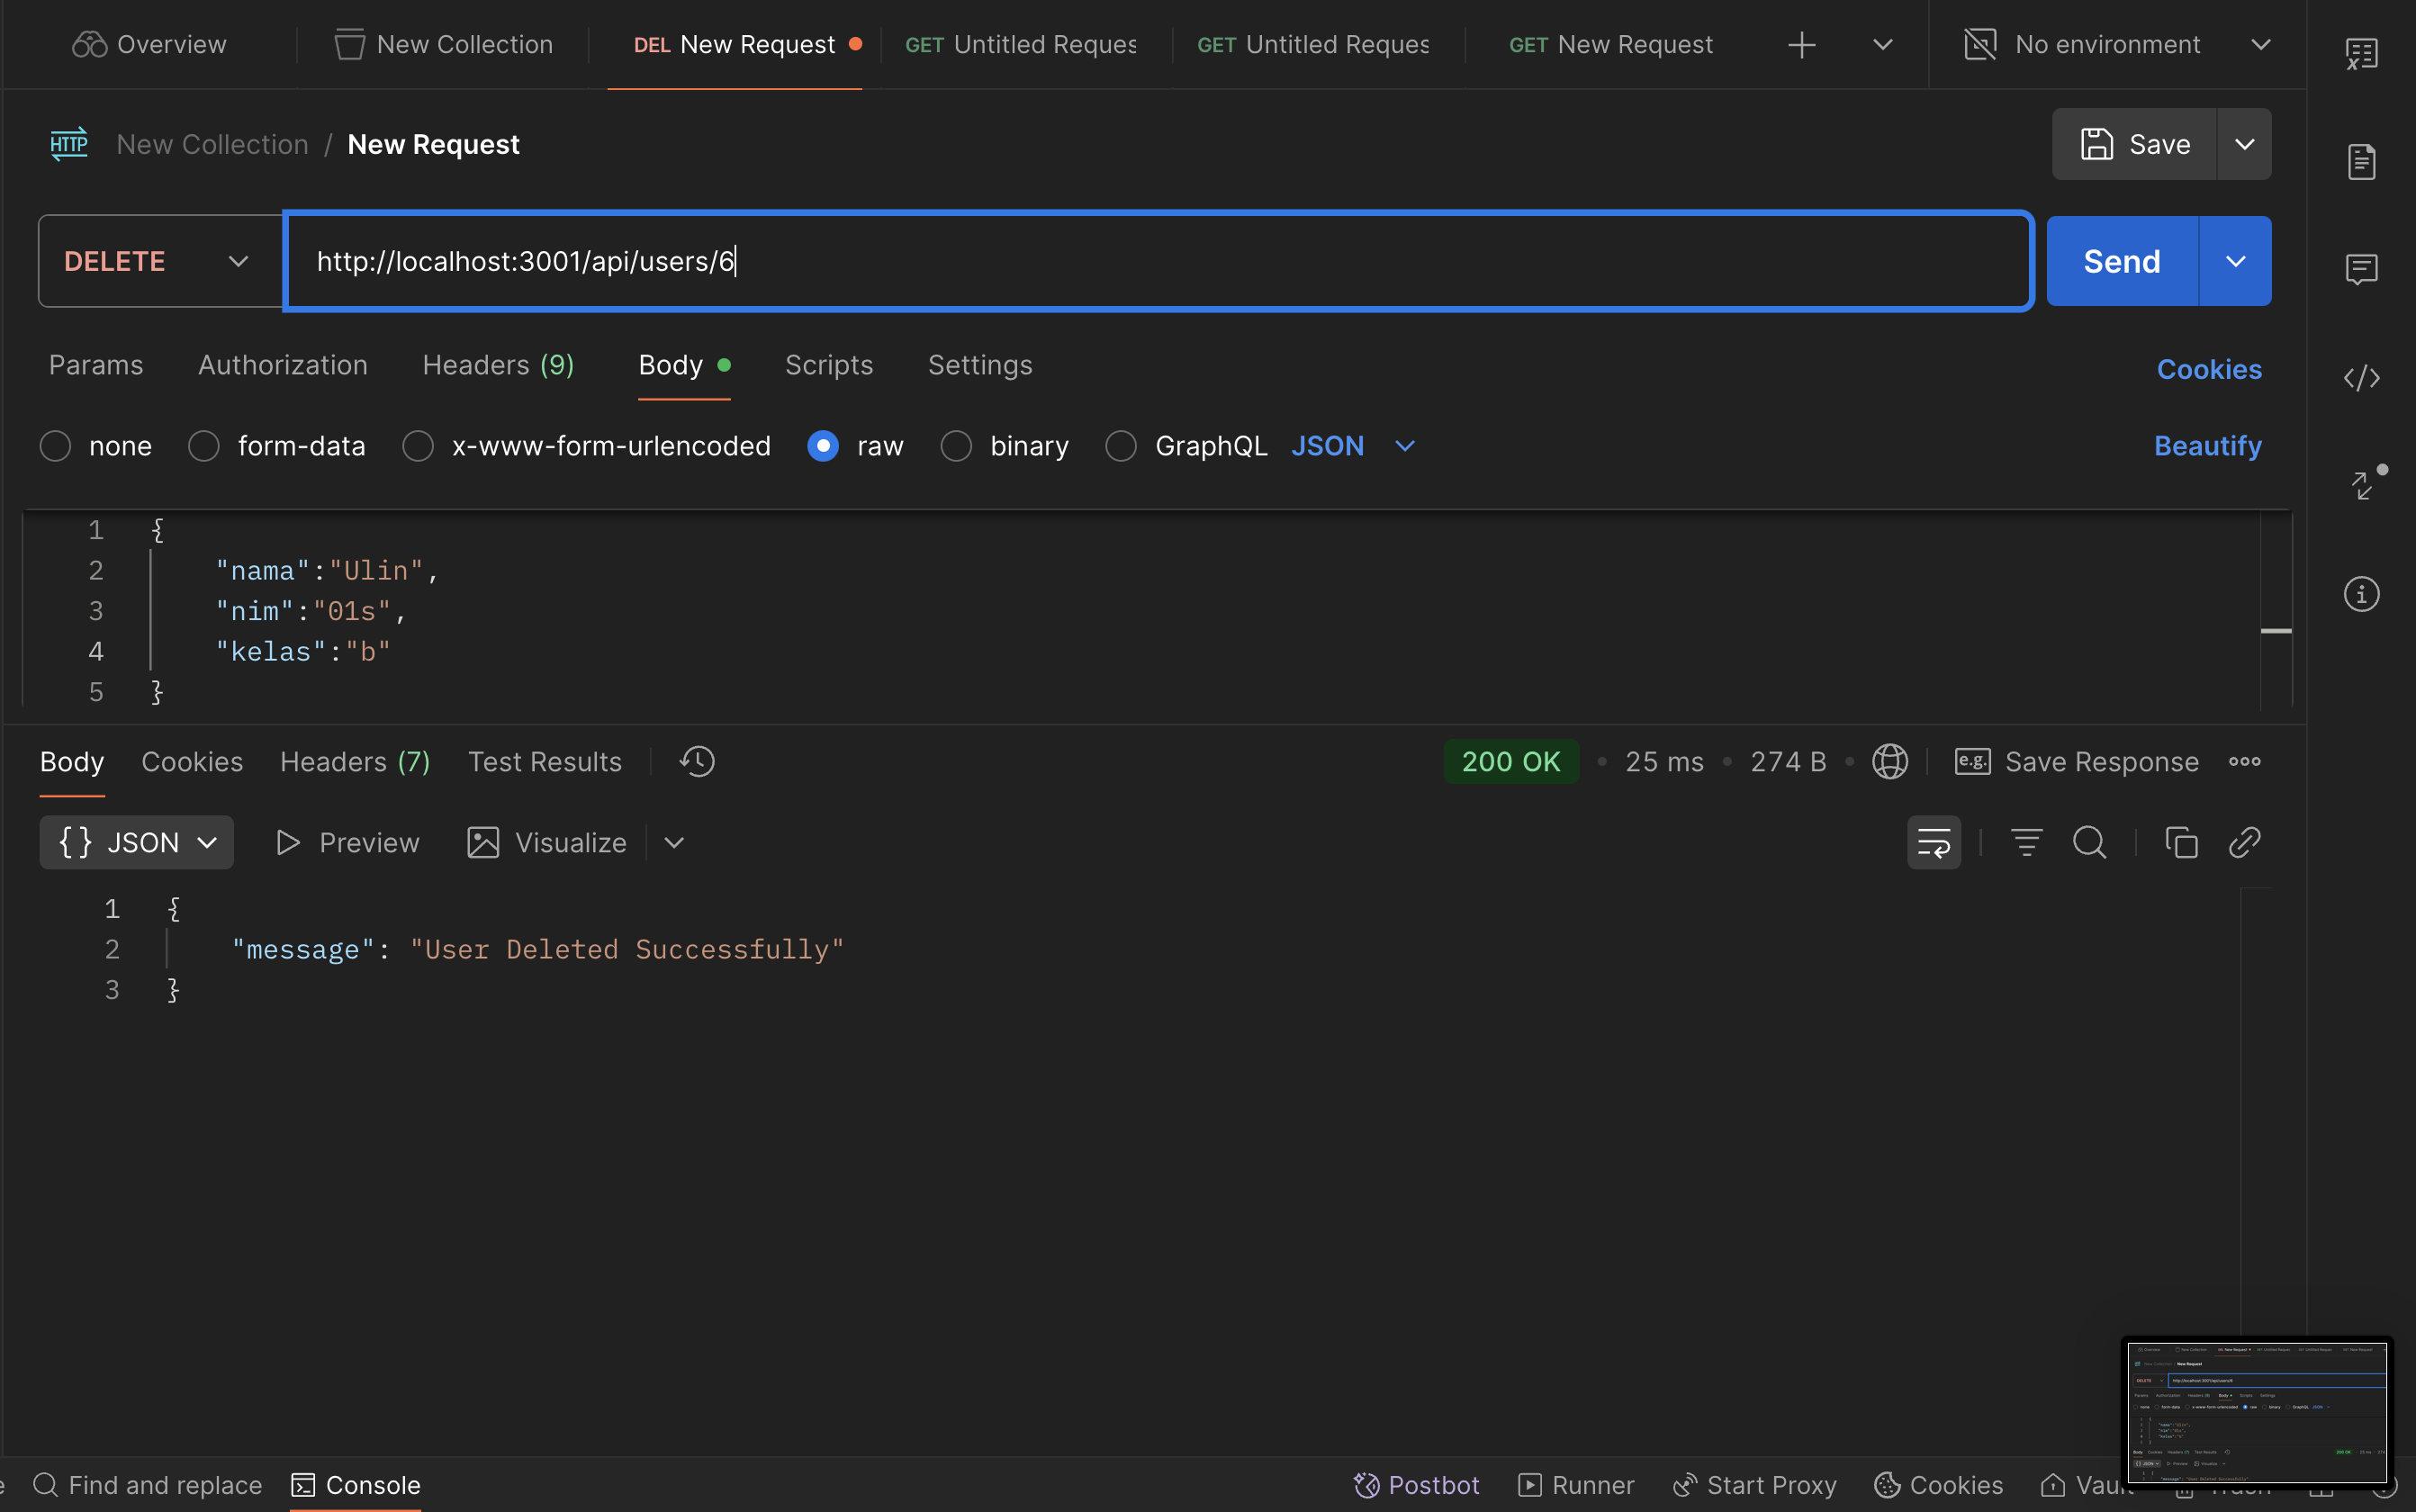 Overview
New Collection
DEL New Request
GET Untitled Reques
GET Untitled Reques
GET New Request
No environment
HTTP New Collection / New Request
Save
DELETE
http://localhost:3001/api/users/6
Send
Params Authorization Headers (9) Body Scripts Settings
Cookies
none form-data x-www-form-urlencoded raw binary GraphQL JSON
Beautify
1 {
2 "nama":"Ulin",
3 "nim":"01s",
4 "kelas":"b"
5 }
Body Cookies Headers (7) Test Results
200 OK • 25 ms • 274 B • e.g. Save Response
{} JSON Preview Visualize
1 {
2 "message": "User Deleted Successfully"
3 }
Find and replace Console
Postbot Runner Start Proxy Cookies